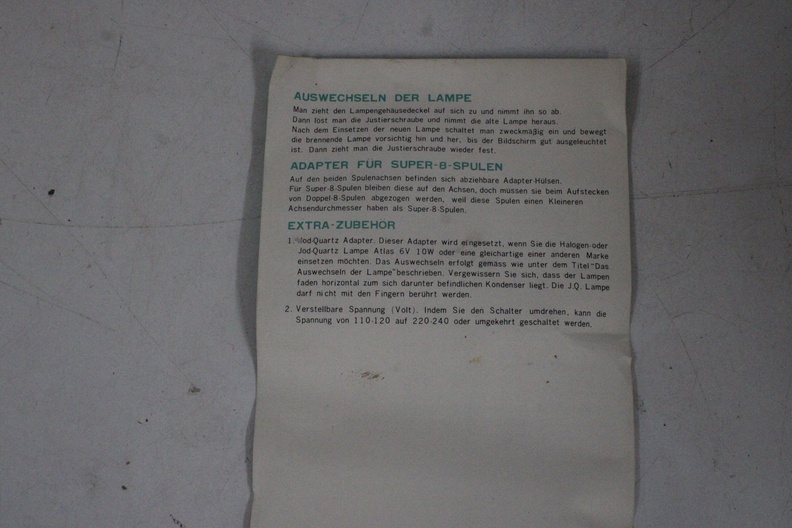 AUSWECHSELN DER LAMPE
Man zieht den Lampengehäusedeckel auf sich zu und nimmt ihn so ab.
Dann löst man die Justierschraube und nimmt die alte Lampe heraus.
Nach dem Einsetzen der neuen Lampe schaltet man zweckmäßig ein und bewegt
die brennende Lampe vorsichtig hin und her, bis der Bildschirm gut ausgeleuchtet
ist. Dann zieht man die Justierschraube wieder fest.
ADAPTER FÜR SUPER-8-SPULEN
Auf den beiden Spulenachsen befinden sich abziehbare Adapter-Hülsen.
Für Super-8-Spulen bleiben diese auf den Achsen, doch müssen sie beim Aufstecken
von Doppel-8-Spulen abgezogen werden, weil diese Spulen einen Kleineren
Achsendurchmesser haben als Super-8-Spulen.
EXTRA-ZUBEHÖR
1. Jod-Quartz Adapter. Dieser Adapter wird eingesetzt, wenn Sie die Halogen-oder
Jod-Quartz Lampe Atlas 6V 10W oder eine gleichartige einer anderen Marke
einsetzen möchten. Das Auswechseln erfolgt gemäss wie unter dem Titel "Das
Auswechseln der Lampe" beschrieben. Vergewissern Sie sich, dass der Lampen
faden horizontal zum sich darunter befindlichen Kondenser liegt. Die J.Q. Lampe
darf nicht mit den Fingern berührt werden.
2. Verstellbare Spannung (Volt). Indem Sie den Schalter umdrehen, kann die
Spannung von 110-120 auf 220-240 oder umgekehrt geschaltet werden.